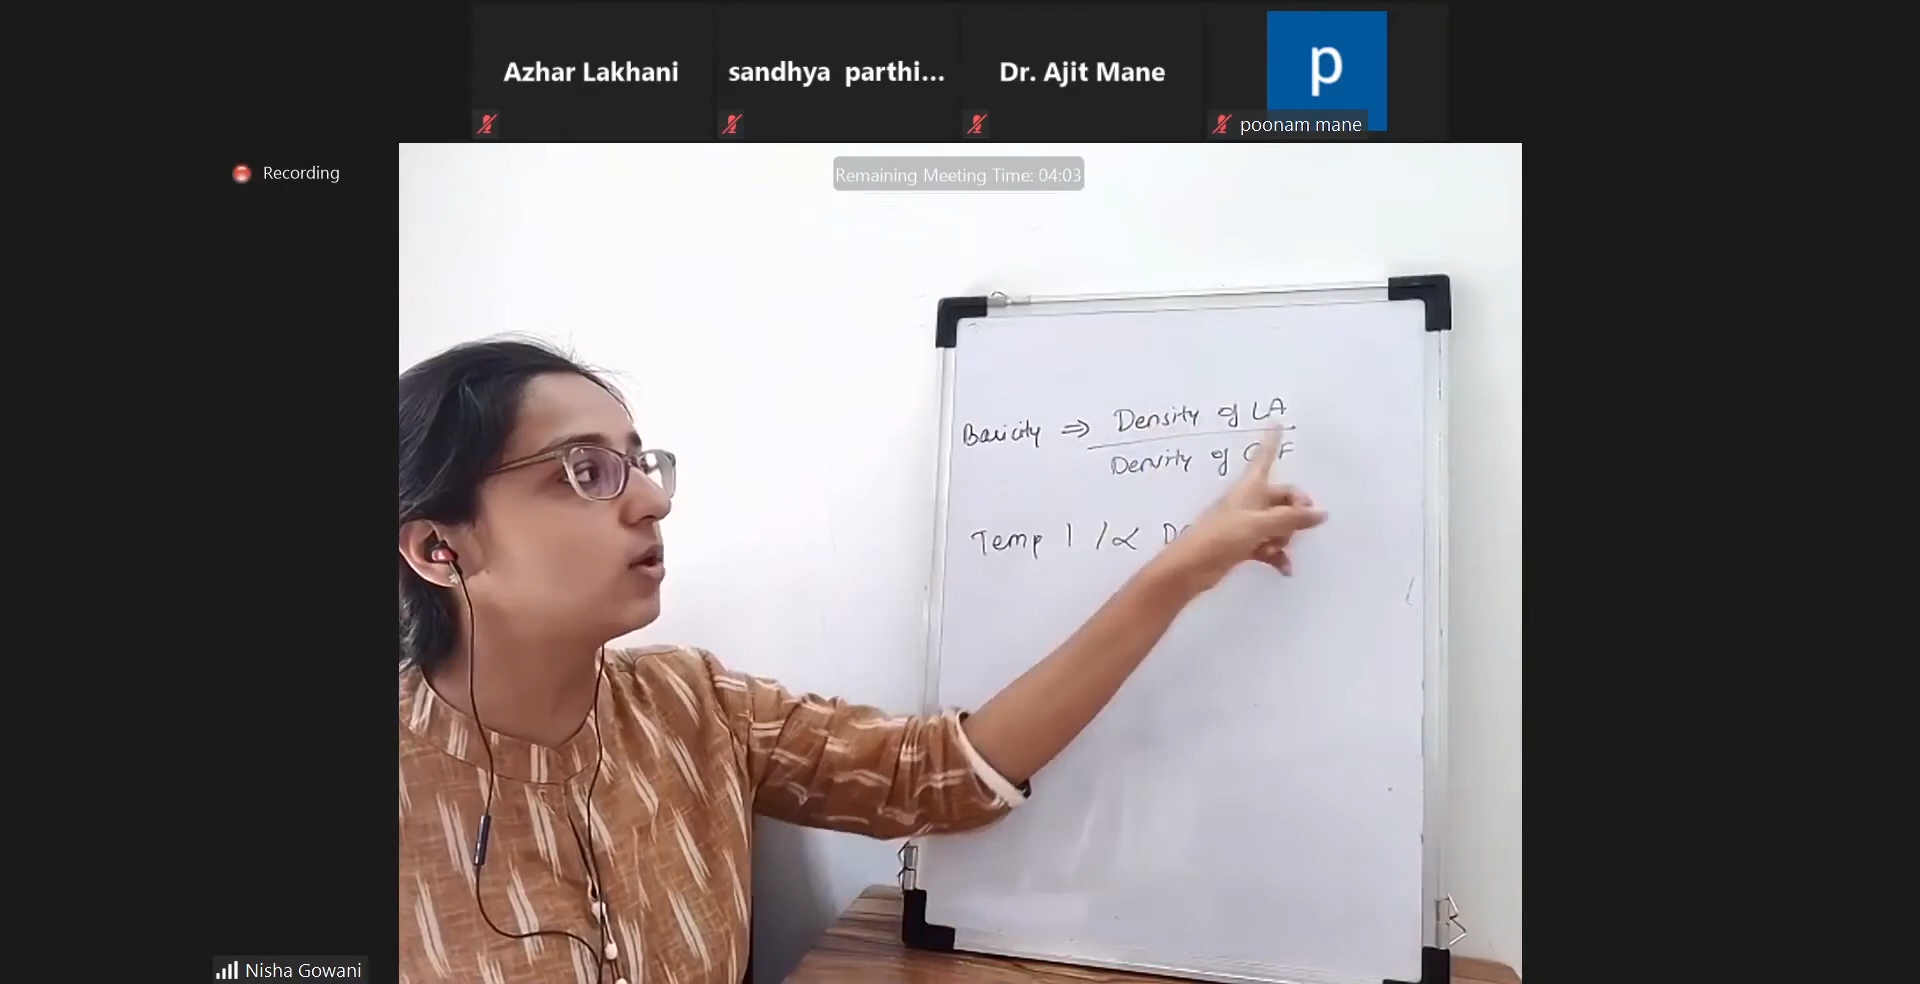 Azhar Lakhani
sandhya parthi...
Dr. Ajit Mane
p
poonam mane
Recording
Remaining Meeting Time: 04:03
Baricity ⇒ Density of LA
Density of
Temp 1/∝
Nisha Gowani